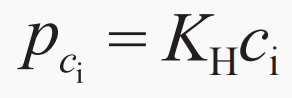 p_{c_i} = K_H c_i